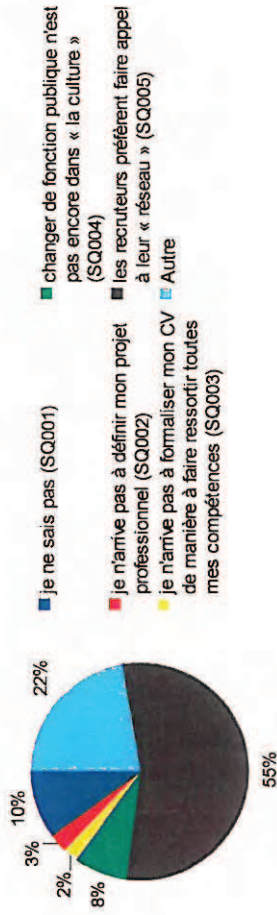 10%
3%
2%
8%
22%
55%
je ne sais pas (SQ001)
je n'arrive pas à définir mon projet
professionnel (SQ002)
je n'arrive pas à formaliser mon CV
de manière à faire ressortir toutes
mes compétences (SQ003)
changer de fonction publique n'est
pas encore dans « la culture »
(SQ004)
les recruteurs préfèrent faire appel
à leur « réseau » (SQ005)
Autre